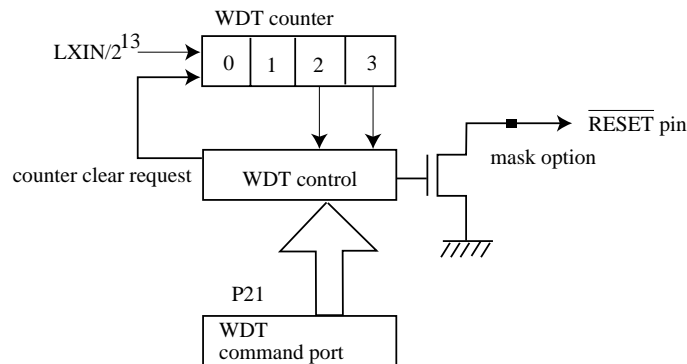 WDT counter
LXIN/2^13
0 1 2 3
RESET pin
mask option
counter clear request
WDT control
P21
WDT
command port